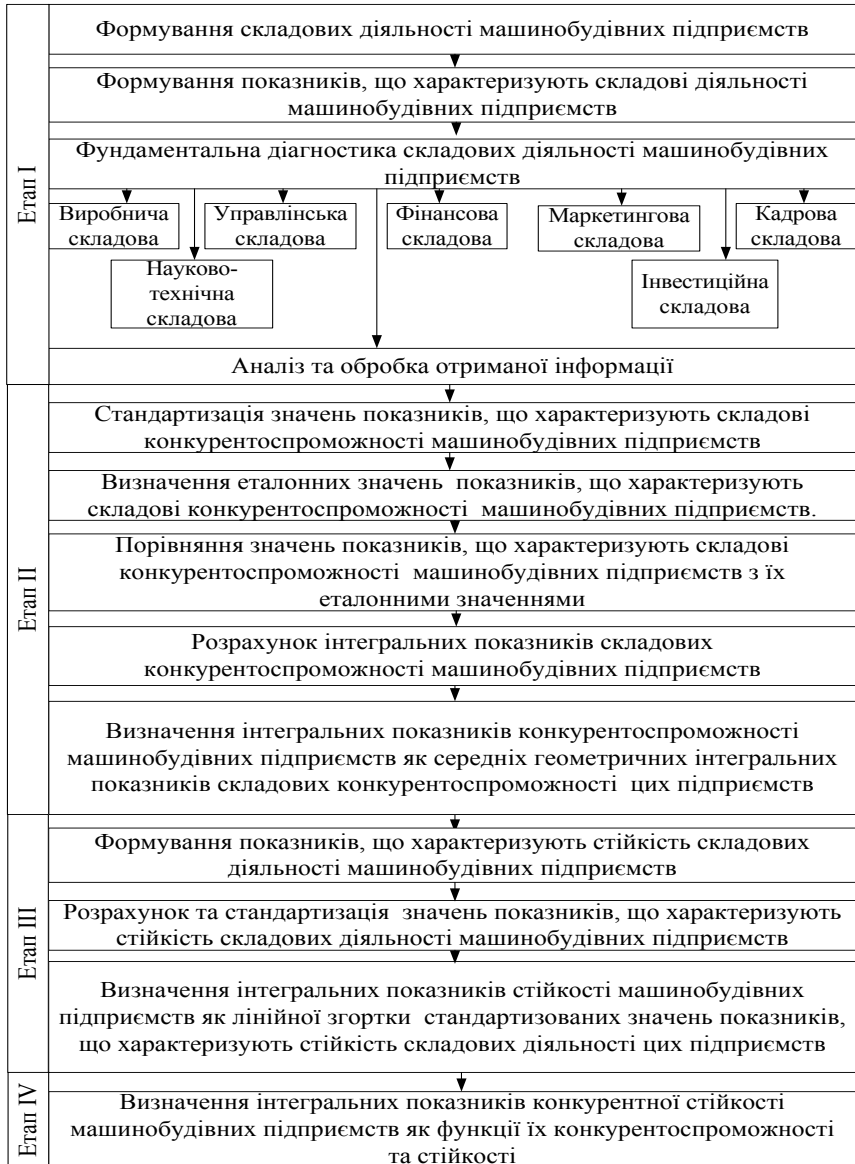 Етап I
Формування складових діяльності машинобудівних підприємств
Формування показників, що характеризують складові діяльності
машинобудівних підприємств
Фундаментальна діагностика складових діяльності машинобудівних
підприємств
Виробнича
складова
Управлінська
складова
Фінансова
складова
Маркетингова
складова
Кадрова
складова
Науково-
технічна
складова
Інвестиційна
складова
Аналіз та обробка отриманої інформації
Етап II
Стандартизація значень показників, що характеризують складові
конкурентоспроможності машинобудівних підприємств
Визначення еталонних значень показників, що характеризують
складові конкурентоспроможності машинобудівних підприємств.
Порівняння значень показників, що характеризують складові
конкурентоспроможності машинобудівних підприємств з їх
еталонними значеннями
Розрахунок інтегральних показників складових
конкурентоспроможності машинобудівних підприємств
Визначення інтегральних показників конкурентоспроможності
машинобудівних підприємств як середніх геометричних інтегральних
показників складових конкурентоспроможності цих підприємств
Етап III
Формування показників, що характеризують стійкість складових
діяльності машинобудівних підприємств
Розрахунок та стандартизація значень показників, що характеризують
стійкість складових діяльності машинобудівних підприємств
Визначення інтегральних показників стійкості машинобудівних
підприємств як лінійної згортки стандартизованих значень показників,
що характеризують стійкість складових діяльності цих підприємств
Етап IV
Визначення інтегральних показників конкурентної стійкості
машинобудівних підприємств як функції їх конкурентоспроможності
та стійкості